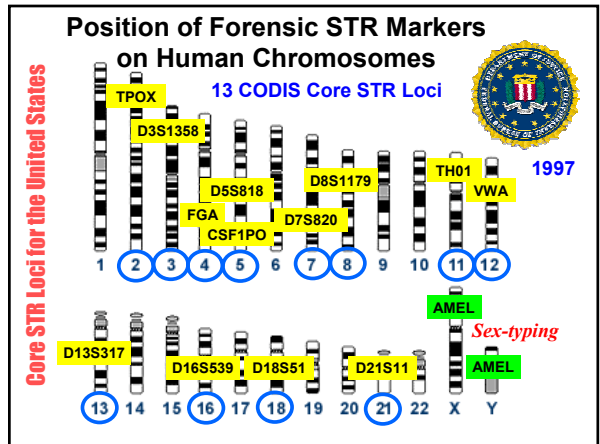 Position of Forensic STR Markers
on Human Chromosomes
13 CODIS Core STR Loci
1997
Core STR Loci for the United States
TPOX
D3S1358
D8S1179
TH01
D5S818
VWA
FGA
D7S820
CSF1PO
1 2 3 4 5 6 7 8 9 10 11 12
AMEL
Sex-typing
D13S317
D16S539
D18S51
D21S11
AMEL
13 14 15 16 17 18 19 20 21 22 X Y